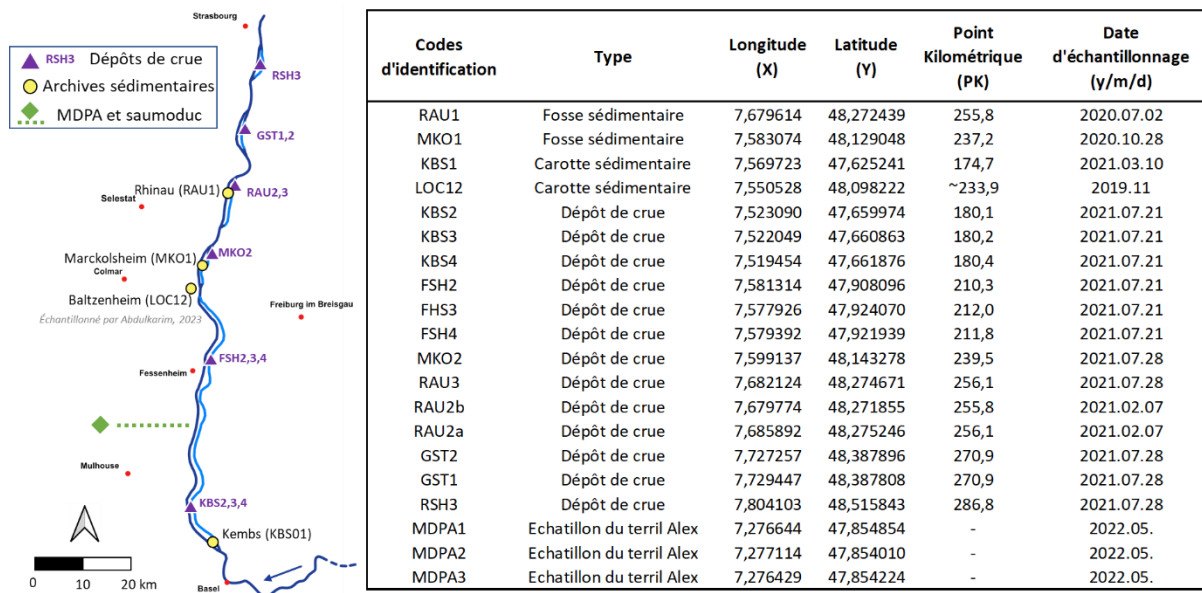 Strasbourg
RSH3 Dépôts de crue
Archives sédimentaires
MDPA et saumoduc
RSH3
GST1,2
Rhinau (RAU1)
RAU2,3
Selestat
MKO2
Marckolsheim (MKO1)
Colmar
Baltzenheim (LOC12)
Échantillonné par Abdulkarim, 2023
Freiburg im Breisgau
FSH2,3,4
Fessenheim
Mulhouse
KBS2,3,4
Kembs (KBS01)
0 10 20 km
Basel
Codes d'identification Type Longitude (X) Latitude (Y) Point Kilométrique (PK) Date d'échantillonnage (y/m/d)
RAU1 Fosse sédimentaire 7,679614 48,272439 255,8 2020.07.02
MKO1 Fosse sédimentaire 7,583074 48,129048 237,2 2020.10.28
KBS1 Carotte sédimentaire 7,569723 47,625241 174,7 2021.03.10
LOC12 Carotte sédimentaire 7,550528 48,098222 ~233,9 2019.11
KBS2 Dépôt de crue 7,523090 47,659974 180,1 2021.07.21
KBS3 Dépôt de crue 7,522049 47,660863 180,2 2021.07.21
KBS4 Dépôt de crue 7,519454 47,661876 180,4 2021.07.21
FSH2 Dépôt de crue 7,581314 47,908096 210,3 2021.07.21
FHS3 Dépôt de crue 7,577926 47,924070 212,0 2021.07.21
FSH4 Dépôt de crue 7,579392 47,921939 211,8 2021.07.21
MKO2 Dépôt de crue 7,599137 48,143278 239,5 2021.07.28
RAU3 Dépôt de crue 7,682124 48,274671 256,1 2021.07.28
RAU2b Dépôt de crue 7,679774 48,271855 255,8 2021.02.07
RAU2a Dépôt de crue 7,685892 48,275246 256,1 2021.02.07
GST2 Dépôt de crue 7,727257 48,387896 270,9 2021.07.28
GST1 Dépôt de crue 7,729447 48,387808 270,9 2021.07.28
RSH3 Dépôt de crue 7,804103 48,515843 286,8 2021.07.28
MDPA1 Echatillon du terril Alex 7,276644 47,854854 - 2022.05.
MDPA2 Echatillon du terril Alex 7,277114 47,854010 - 2022.05.
MDPA3 Echatillon du terril Alex 7,276429 47,854224 - 2022.05.